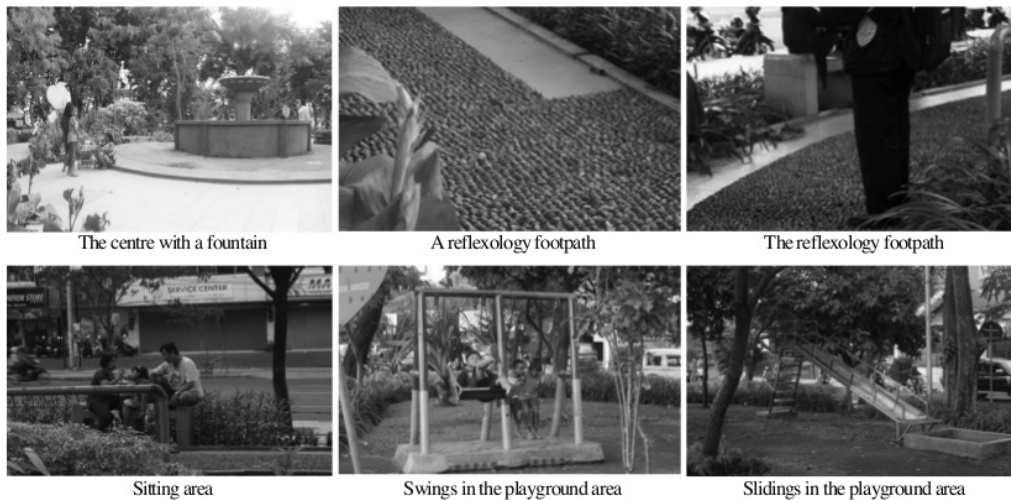 The centre with a fountain
A reflexology footpath
The reflexology footpath
SERVICE CENTER
Sitting area
Swings in the playground area
Slidings in the playground area